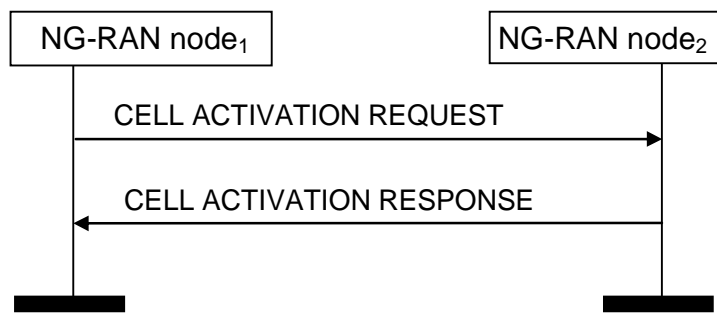 NG-RAN node₁
NG-RAN node₂
CELL ACTIVATION REQUEST
CELL ACTIVATION RESPONSE